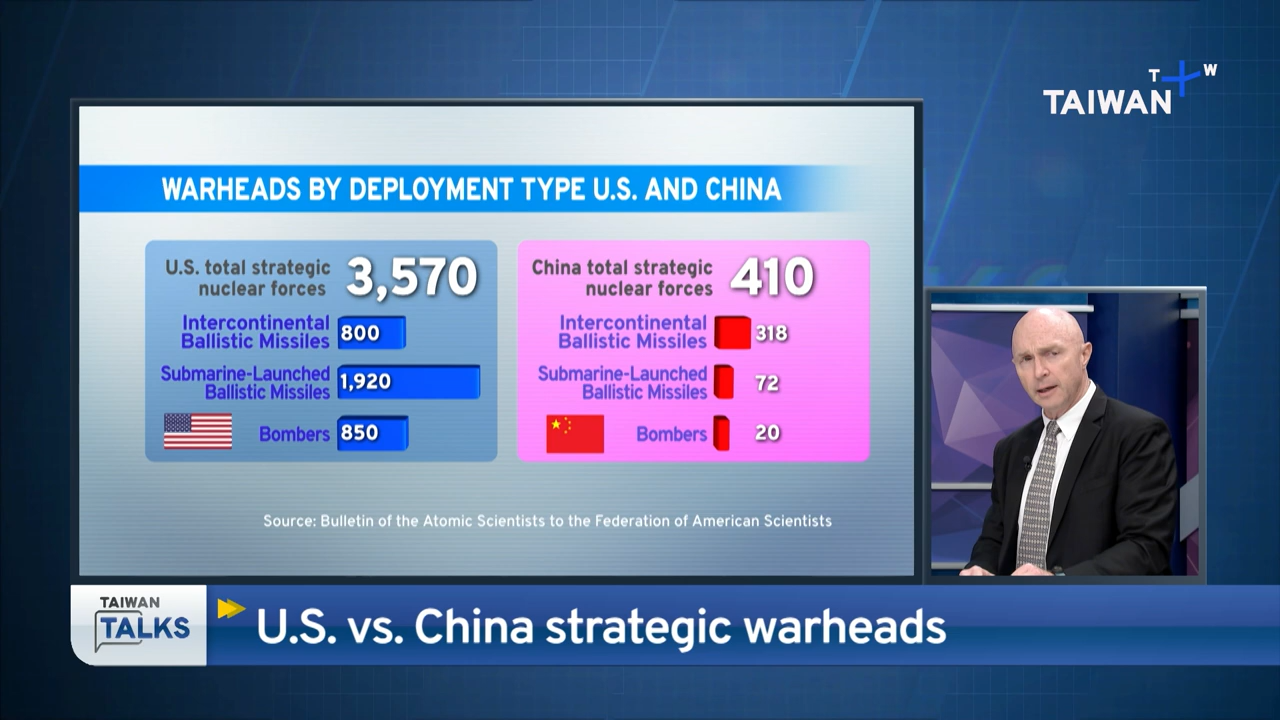 T W
TAIWAN
WARHEADS BY DEPLOYMENT TYPE U.S. AND CHINA
U.S. total strategic
nuclear forces
3,570
Intercontinental
Ballistic Missiles
800
Submarine-Launched
Ballistic Missiles
1,920
Bombers
850
China total strategic
nuclear forces
410
Intercontinental
Ballistic Missiles
318
Submarine-Launched
Ballistic Missiles
72
Bombers
20
Source: Bulletin of the Atomic Scientists to the Federation of American Scientists
TAIWAN
TALKS
U.S. vs. China strategic warheads